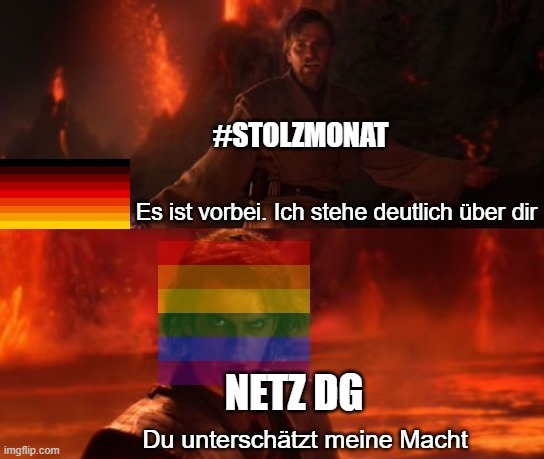 #STOLZMONAT
Es ist vorbei. Ich stehe deutlich über dir
NETZ DG
Du unterschätzt meine Macht
imgflip.com